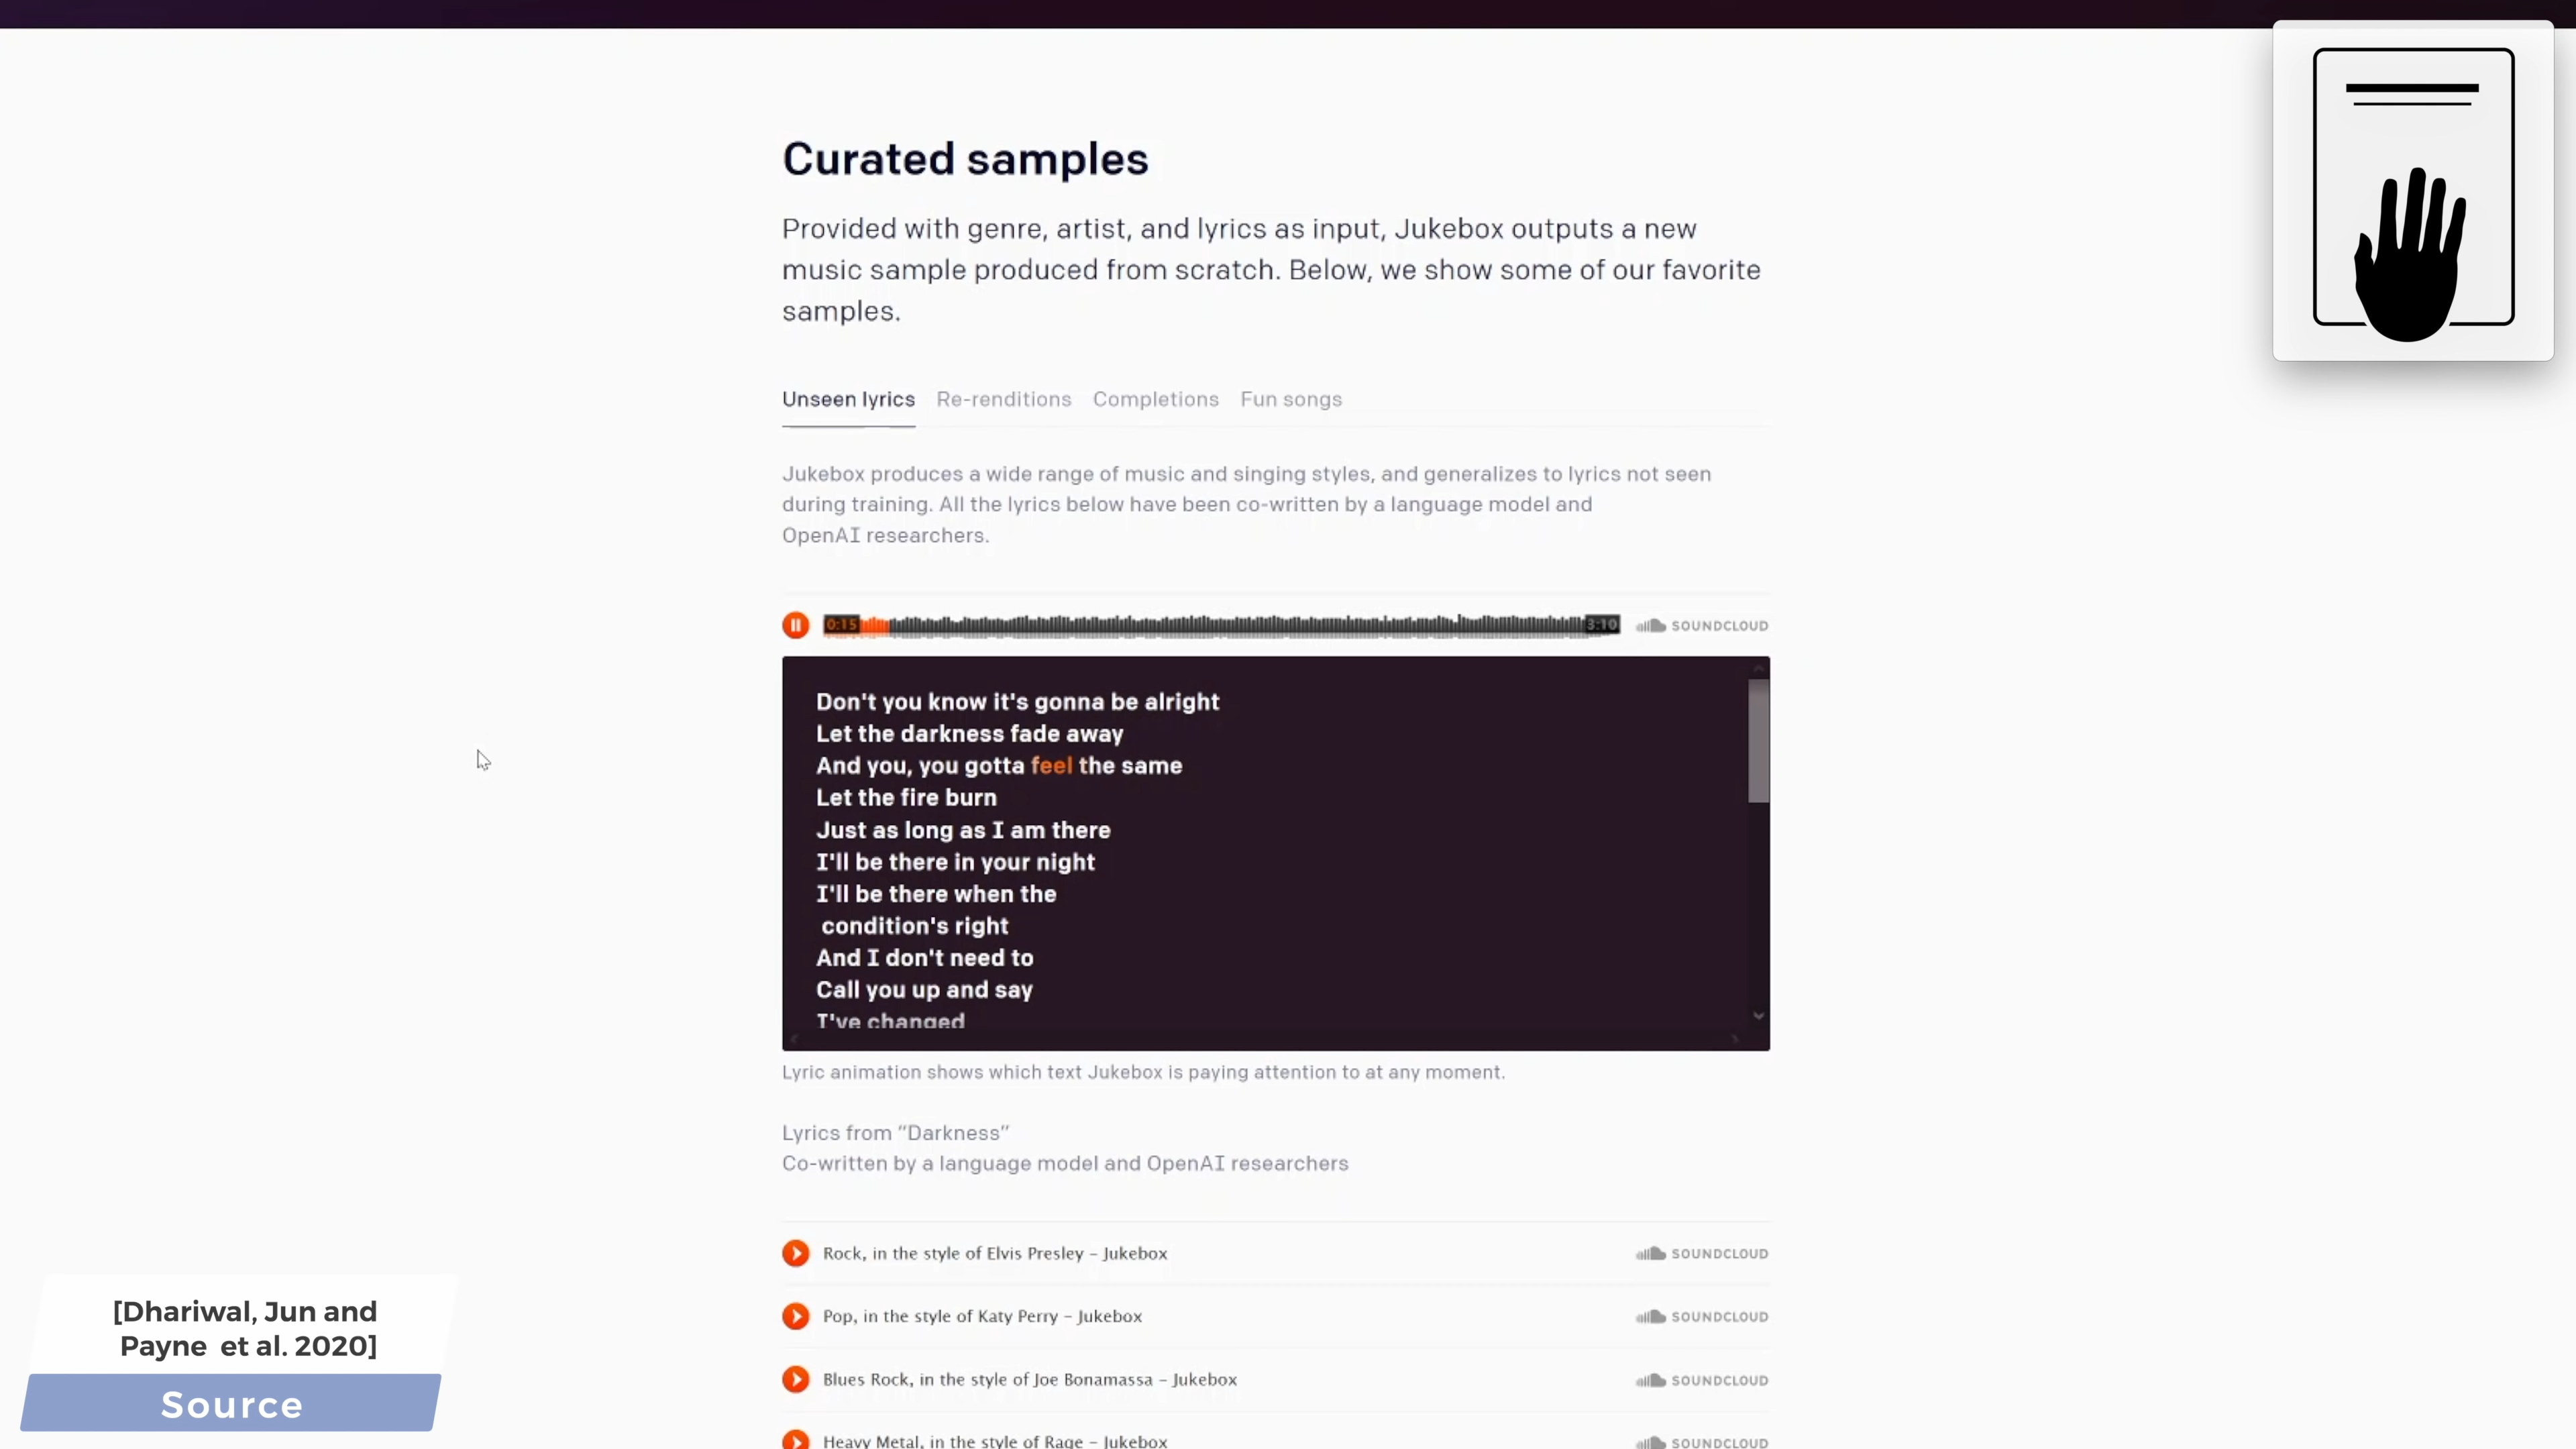 Curated samples
Provided with genre, artist, and lyrics as input, Jukebox outputs a new
music sample produced from scratch. Below, we show some of our favorite
samples.
Unseen lyrics Re-renditions Completions Fun songs
Jukebox produces a wide range of music and singing styles, and generalizes to lyrics not seen
during training. All the lyrics below have been co-written by a language model and
OpenAI researchers.
0:15 3:10 SOUNDCLOUD
Don't you know it's gonna be alright
Let the darkness fade away
And you, you gotta feel the same
Let the fire burn
Just as long as I am there
I'll be there in your night
I'll be there when the
condition's right
And I don't need to
Call you up and say
I've changed
Lyric animation shows which text Jukebox is paying attention to at any moment.
Lyrics from “Darkness”
Co-written by a language model and OpenAI researchers
Rock, in the style of Elvis Presley – Jukebox SOUNDCLOUD
Pop, in the style of Katy Perry – Jukebox SOUNDCLOUD
Blues Rock, in the style of Joe Bonamassa – Jukebox SOUNDCLOUD
Heavy Metal, in the style of Rage – Jukebox SOUNDCLOUD
[Dhariwal, Jun and
Payne et al. 2020]
Source